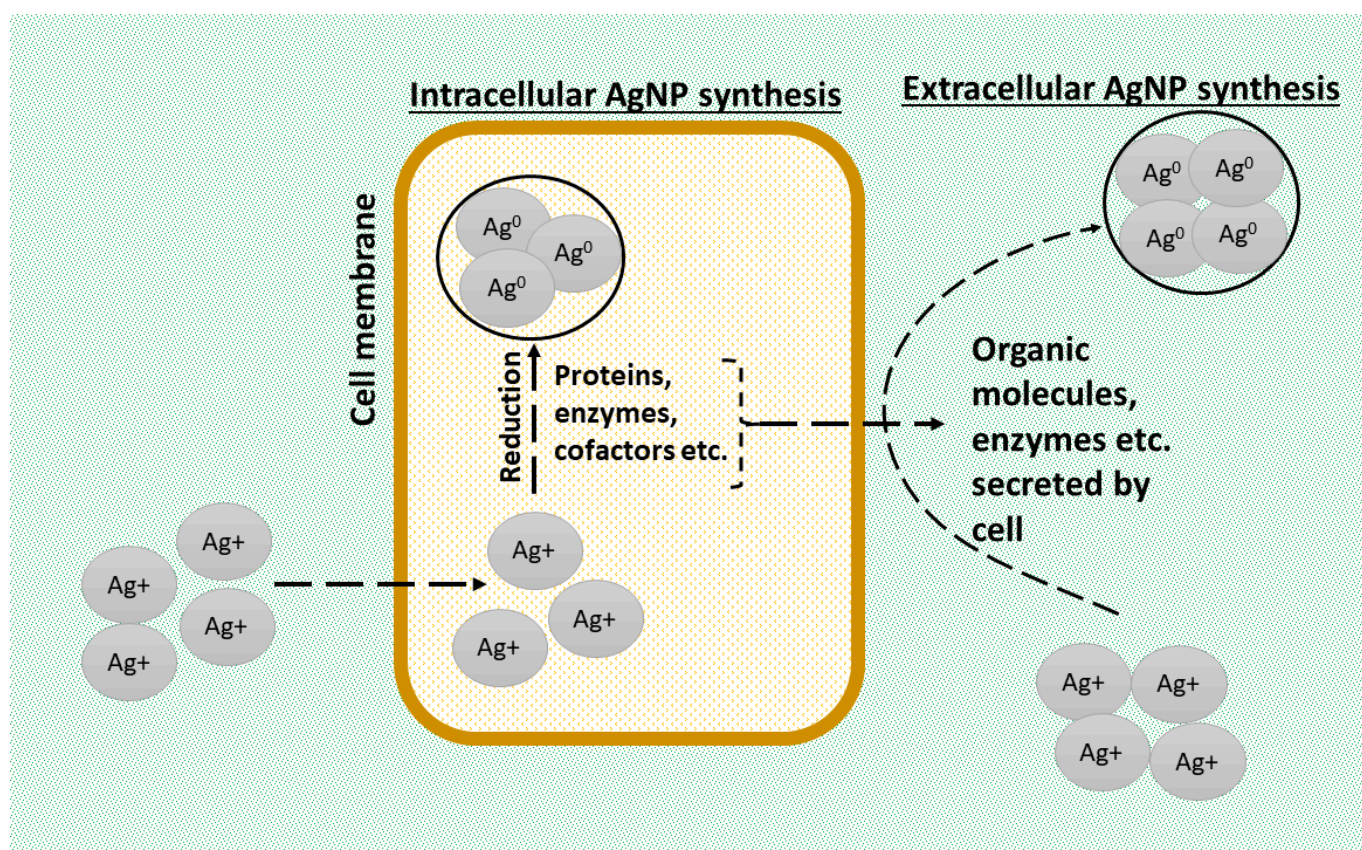 Intracellular AgNP synthesis
Extracellular AgNP synthesis
Cell membrane
Ag⁰
Ag⁰
Ag⁰
Reduction
Proteins,
enzymes,
cofactors etc.
Ag+
Ag+
Ag+
Ag+
Ag+
Ag+
Ag+
Ag⁰
Ag⁰
Ag⁰
Ag⁰
Organic
molecules,
enzymes etc.
secreted by
cell
Ag+
Ag+
Ag+
Ag+